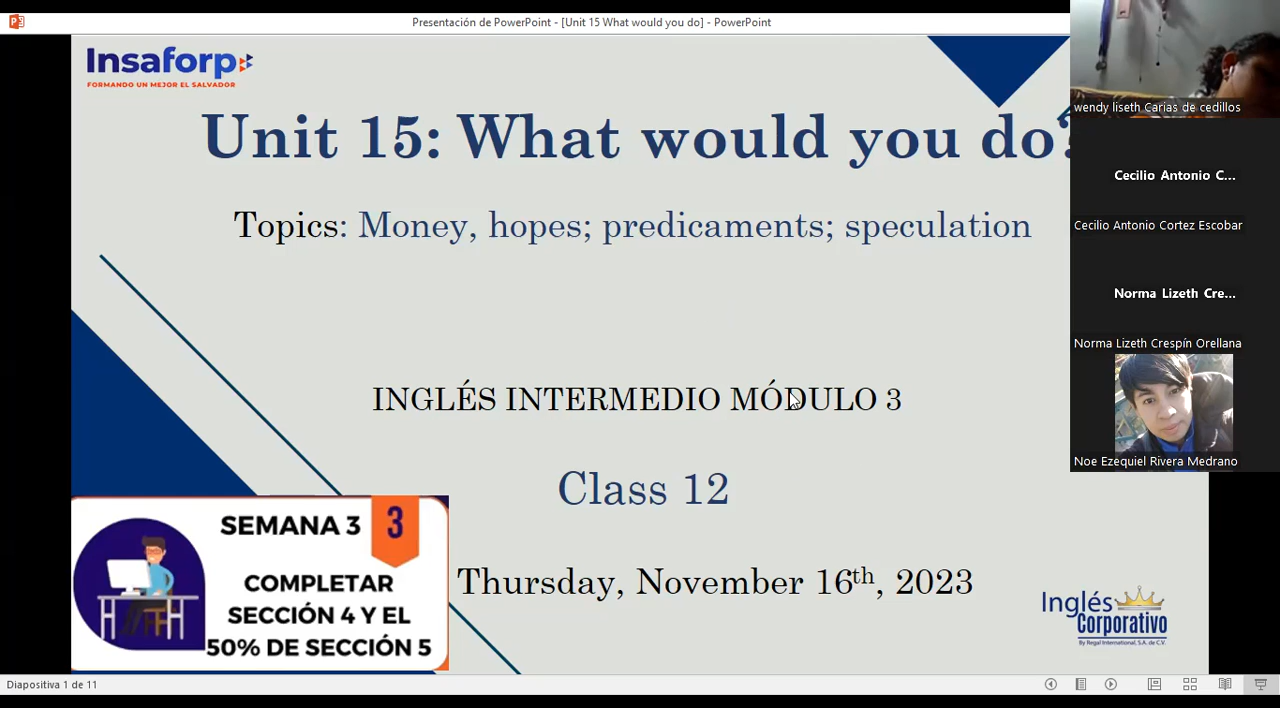 Presentación de PowerPoint - [Unit 15 What would you do] - PowerPoint
Insaforp
FORMANDO UN MEJOR EL SALVADOR
Unit 15: What would you do?
Topics: Money, hopes; predicaments; speculation
INGLÉS INTERMEDIO MÓDULO 3
Class 12
Thursday, November 16th, 2023
SEMANA 3
3
COMPLETAR
SECCIÓN 4 Y EL
50% DE SECCIÓN 5
Inglés
Corporativo
By Regal International, S.A. de C.V.
wendy liseth Carias de cedillos
Cecilio Antonio C...
Cecilio Antonio Cortez Escobar
Norma Lizeth Cre...
Norma Lizeth Crespín Orellana
Noe Ezequiel Rivera Medrano
Diapositiva 1 de 11